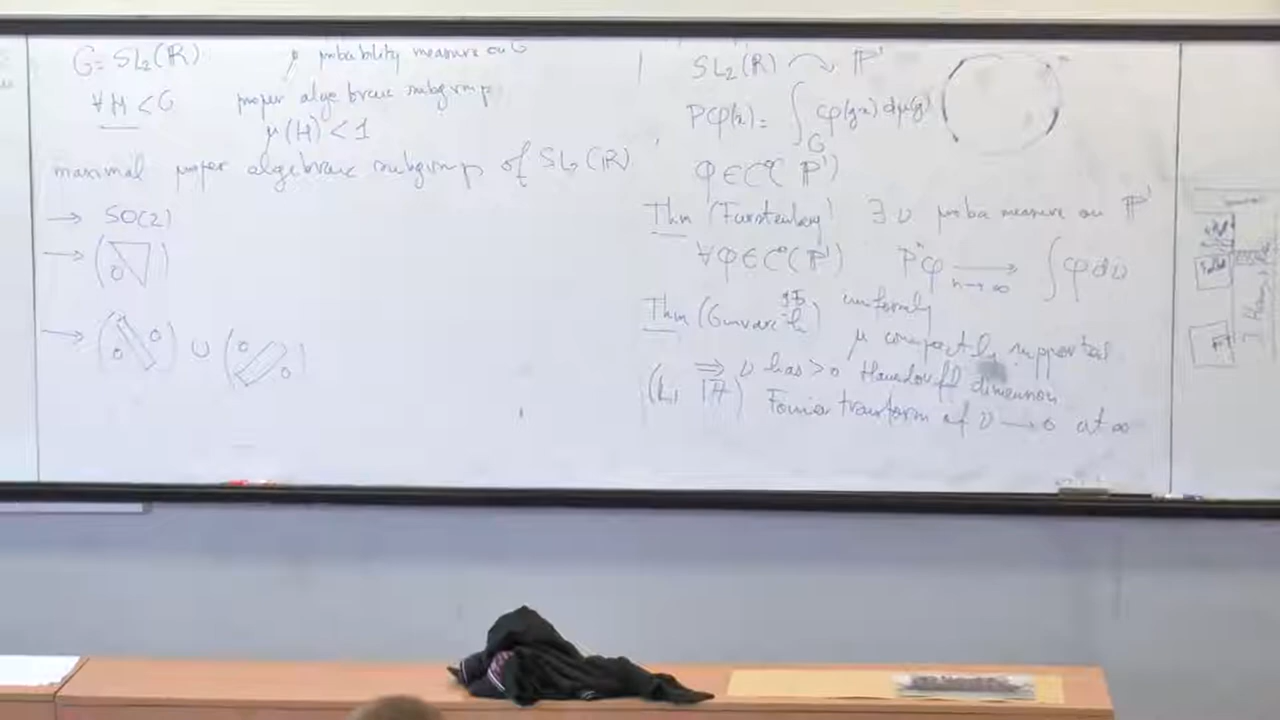 G = SL₂(ℝ) μ probability measure on G
∀ H < G proper algebraic subgroup,
μ(H) < 1
maximal proper algebraic subgroup of SL₂(ℝ)
→ SO(2)
→ ( 0 )
→ ( 0 0 ) ∪ ( 0 0 )
SL₂(ℝ) ↷ ℙ¹
Pφ(x) = ∫_G φ(gx) dμ(g)
φ ∈ C⁰( ℙ¹)
Thm (Furstenberg) ∃ ν proba measure on ℙ¹
∀φ ∈ C⁰(ℙ¹) Pⁿφ ⟶ n→∞ ∫ φ dν
uniformly
Thm (Guivarc'h) μ compactly supported
⇒ ν has > 0 Hausdorff dimension
Fourier transform of ν → 0 at ∞